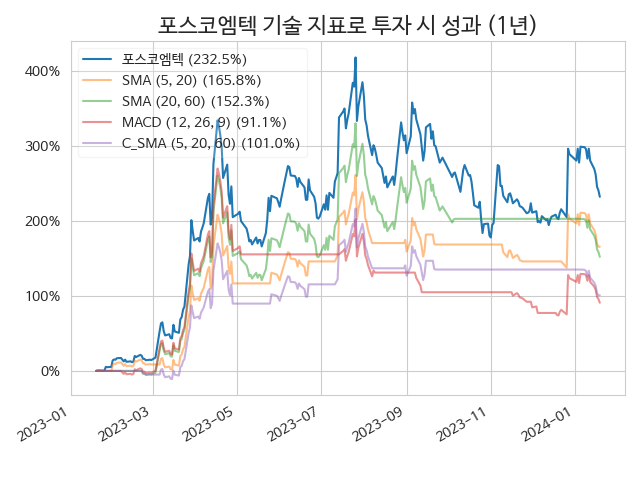 포스코엠텍 기술 지표로 투자 시 성과 (1년)
포스코엠텍 (232.5%)
SMA (5, 20) (165.8%)
SMA (20, 60) (152.3%)
MACD (12, 26, 9) (91.1%)
C_SMA (5, 20, 60) (101.0%)
400%
300%
200%
100%
0%
2023-01
2023-03
2023-05
2023-07
2023-09
2023-11
2024-01